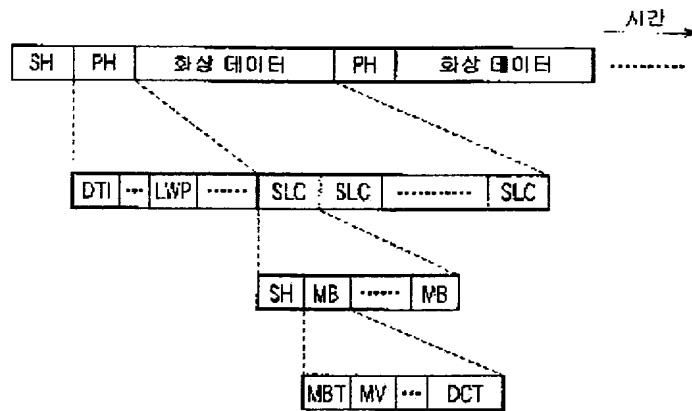 시간
SH PH 화상 데이터 PH 화상 데이터 ..........
DTI ... LWP ...... SLC SLC ........... SLC
SH MB ...... MB
MBT MV ... DCT